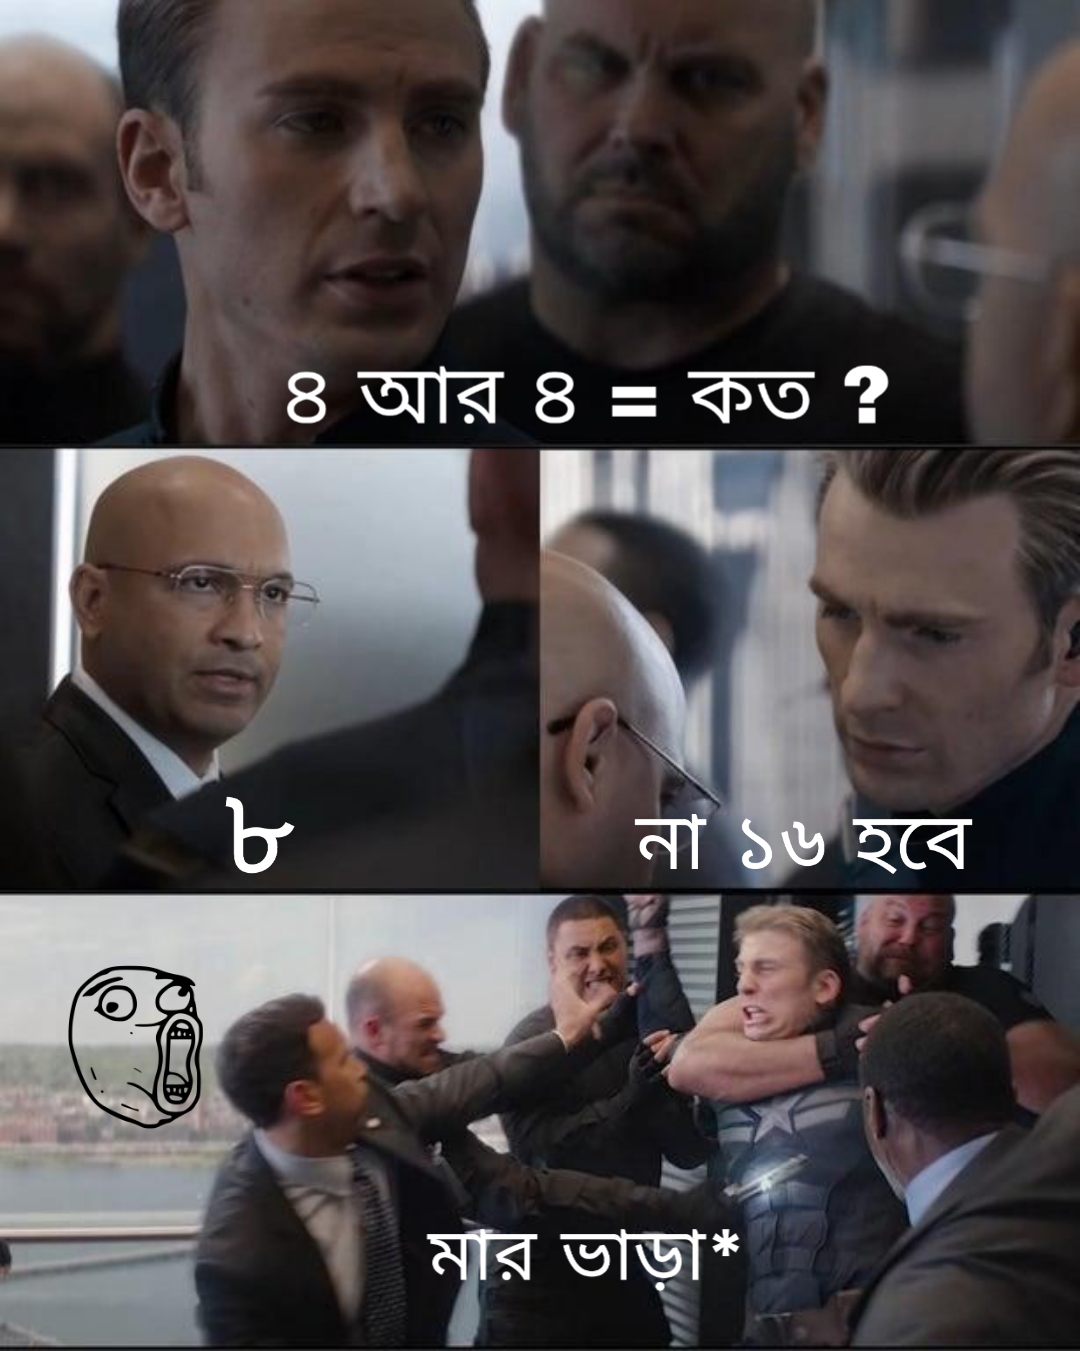 ৪ আর ৪ = কত ?
৮
না ১৬ হবে
মার ভাড়া*